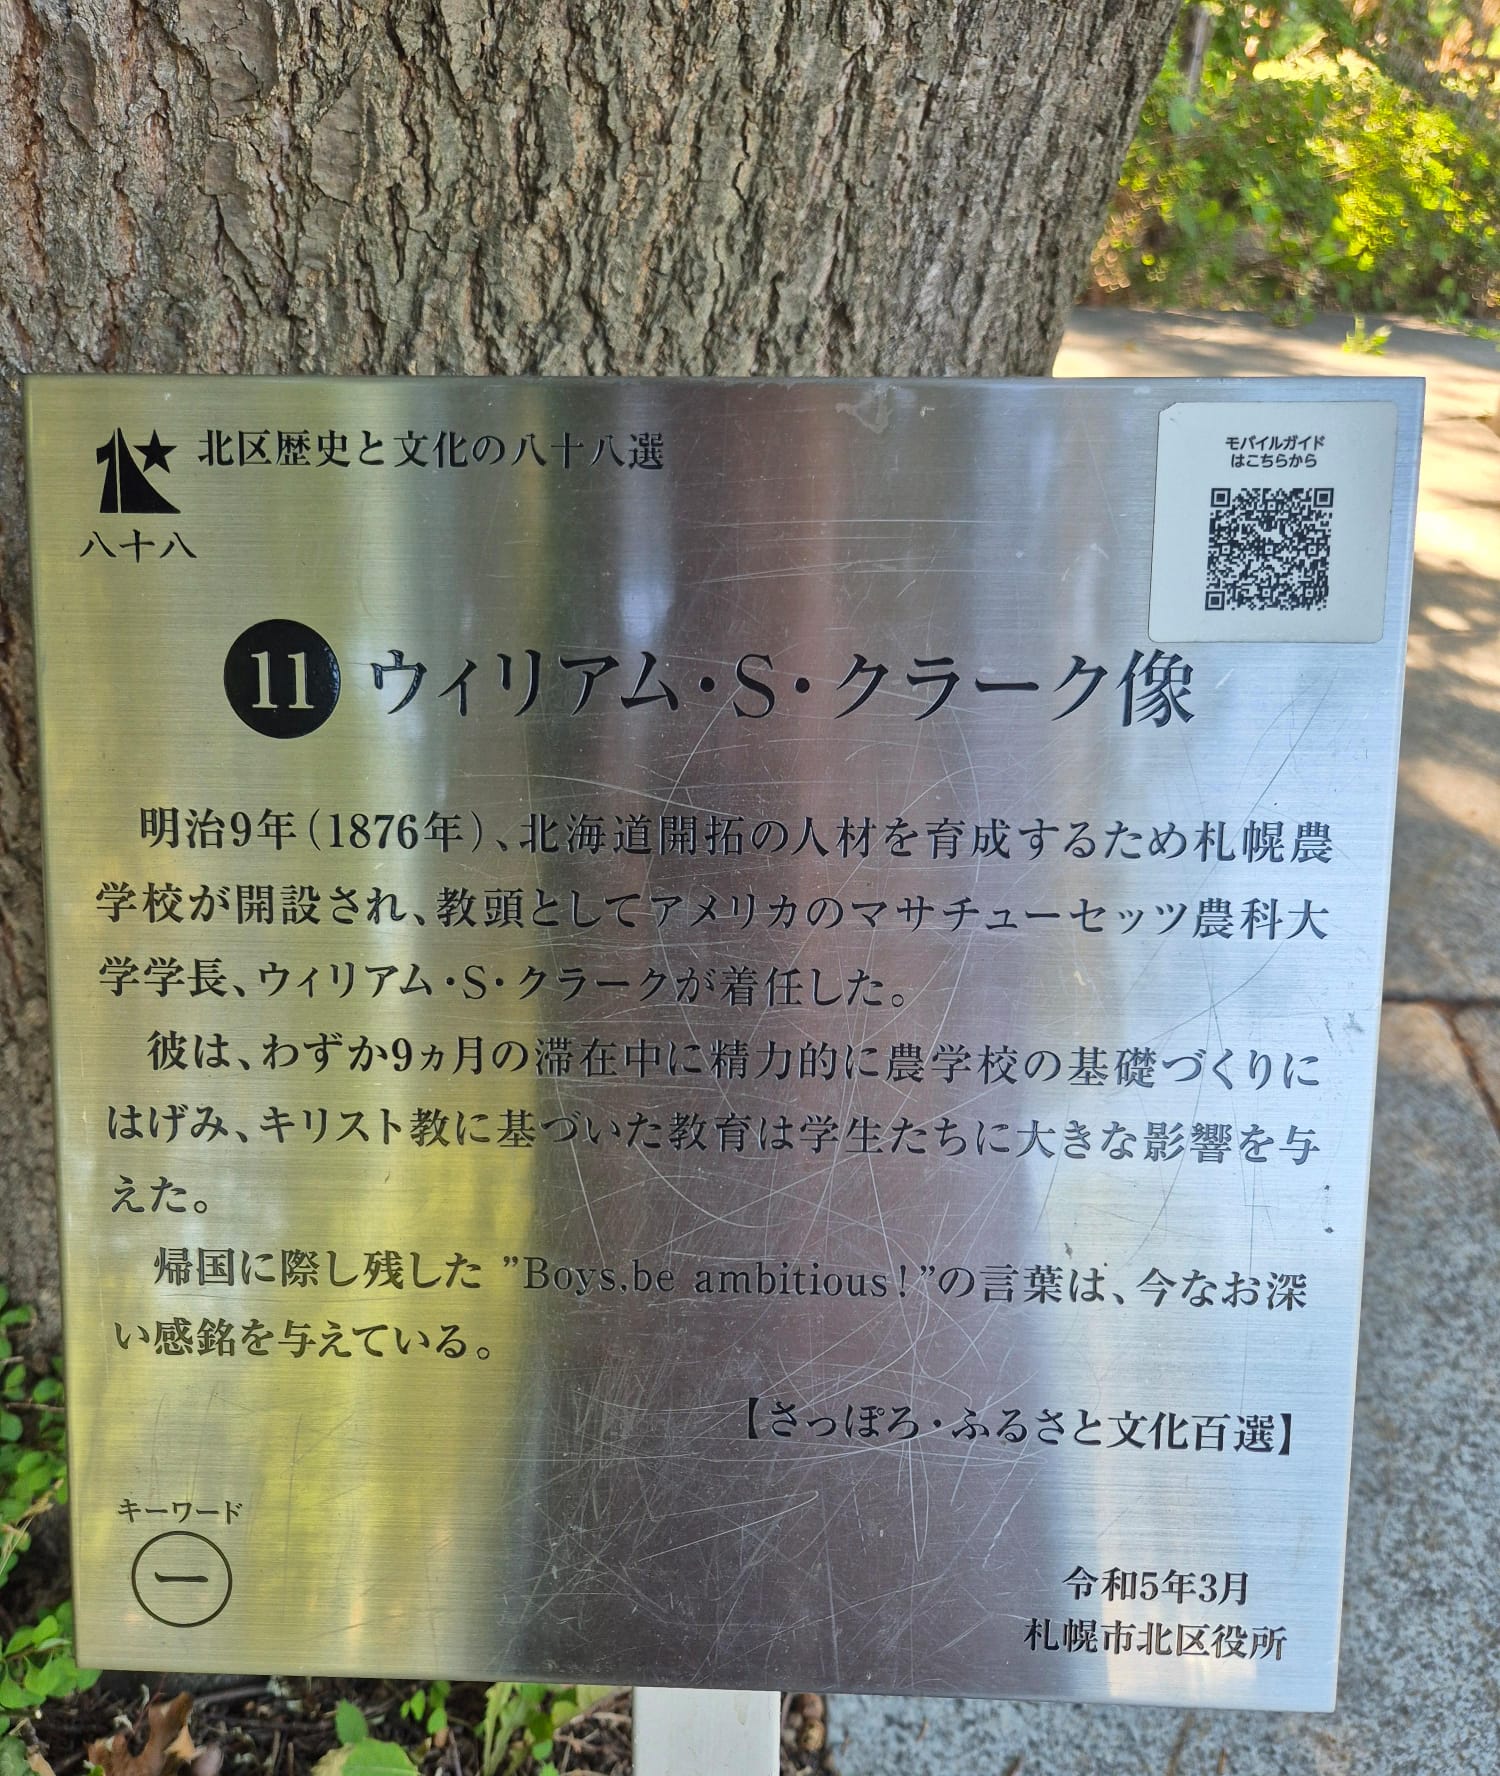 北区歴史と文化の八十八選
八十八
モバイルガイド
はこちらから
11 ウィリアム・S・クラーク像
明治9年(1876年)、北海道開拓の人材を育成するため札幌農
学校が開設され、教頭としてアメリカのマサチューセッツ農科大
学学長、ウィリアム・S・クラークが着任した。
彼は、わずか9ヵ月の滞在中に精力的に農学校の基礎づくりに
はげみ、キリスト教に基づいた教育は学生たちに大きな影響を与
えた。
帰国に際し残した ”Boys,be ambitious!”の言葉は、今なお深
い感銘を与えている。
【さっぽろ・ふるさと文化百選】
キーワード
一
令和5年3月
札幌市北区役所